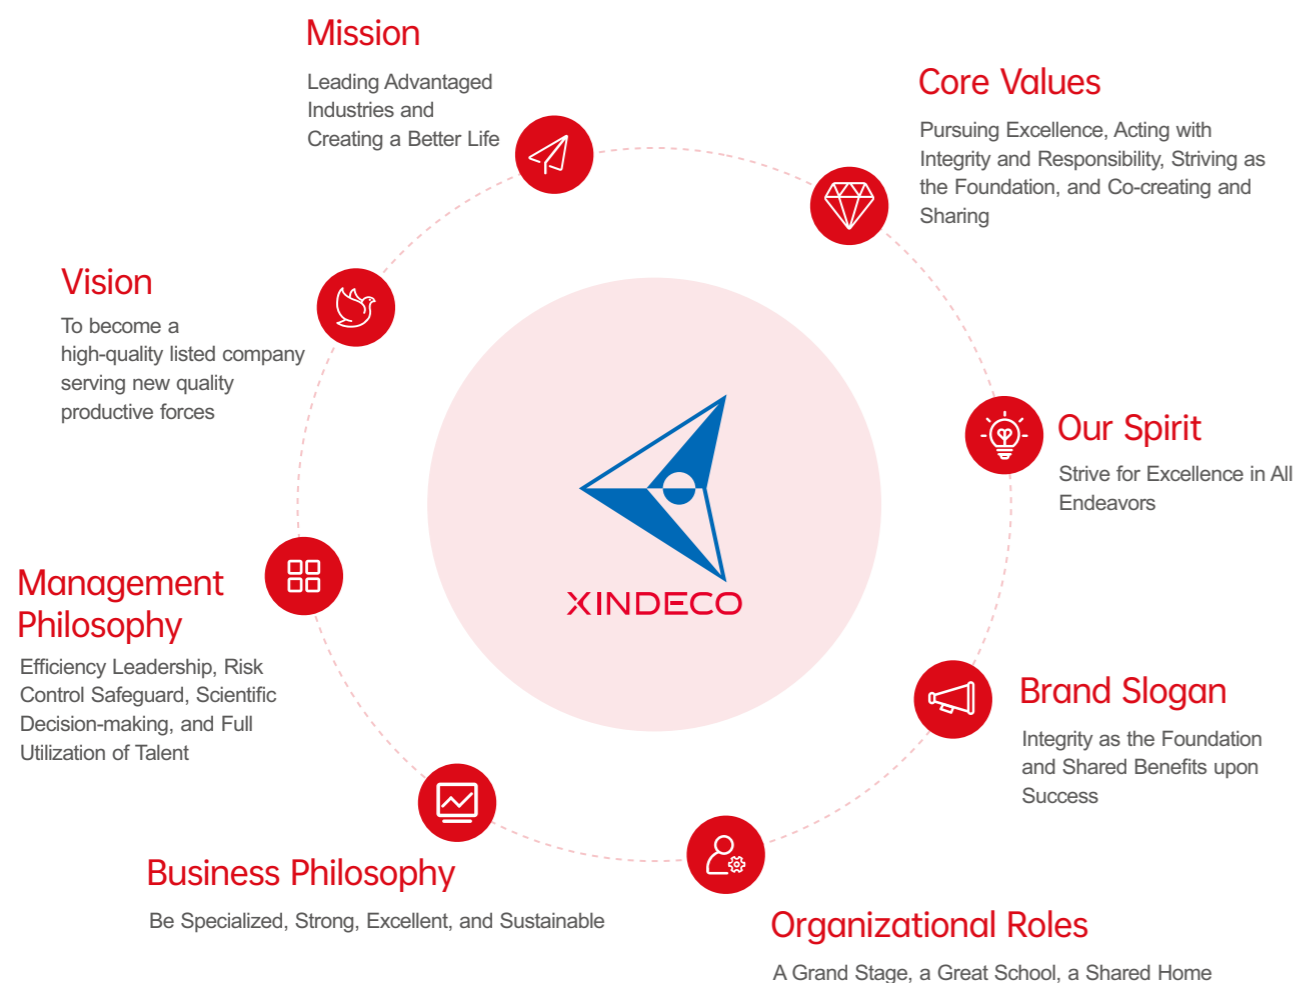 Mission
Leading Advantaged
Industries and
Creating a Better Life
Core Values
Pursuing Excellence, Acting with
Integrity and Responsibility, Striving as
the Foundation, and Co-creating and
Sharing
Vision
To become a
high-quality listed company
serving new quality
productive forces
Our Spirit
Strive for Excellence in All
Endeavors
XINDECO
Management
Philosophy
Efficiency Leadership, Risk
Control Safeguard, Scientific
Decision-making, and Full
Utilization of Talent
Brand Slogan
Integrity as the Foundation
and Shared Benefits upon
Success
Business Philosophy
Be Specialized, Strong, Excellent, and Sustainable
Organizational Roles
A Grand Stage, a Great School, a Shared Home